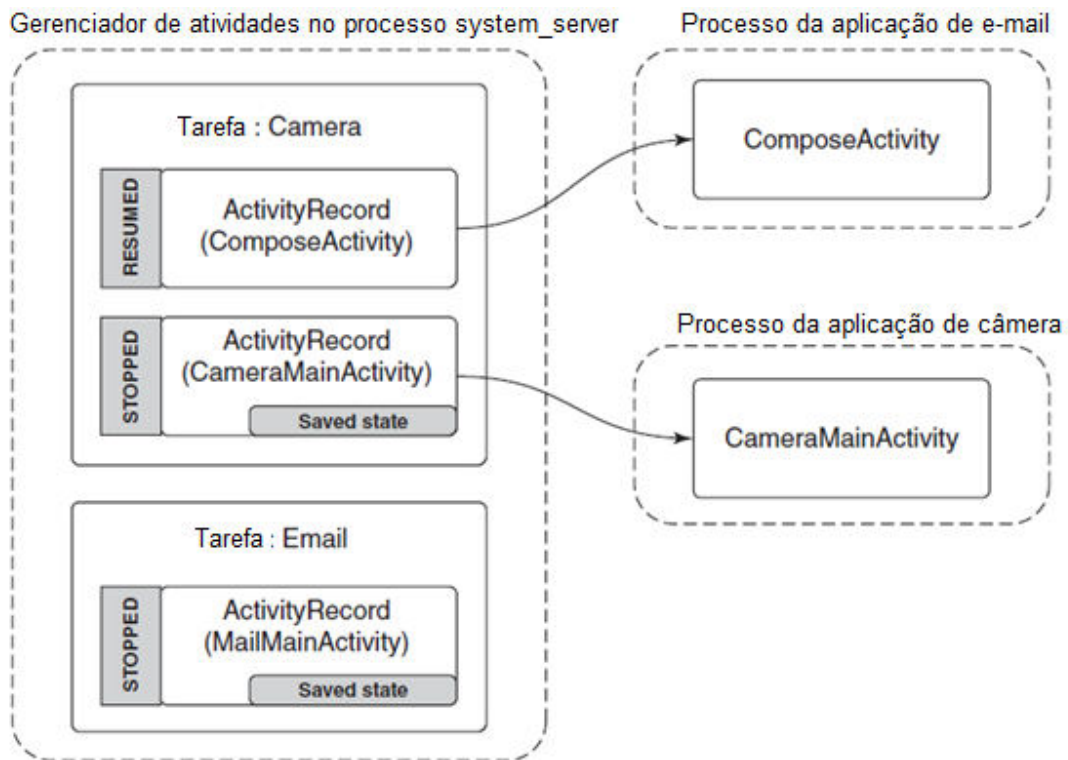 Gerenciador de atividades no processo system_server
Processo da aplicação de e-mail
Tarefa : Camera
RESUMED
ActivityRecord
(ComposeActivity)
ComposeActivity
STOPPED
ActivityRecord
(CameraMainActivity)
Saved state
Processo da aplicação de câmera
CameraMainActivity
Tarefa : Email
STOPPED
ActivityRecord
(MailMainActivity)
Saved state